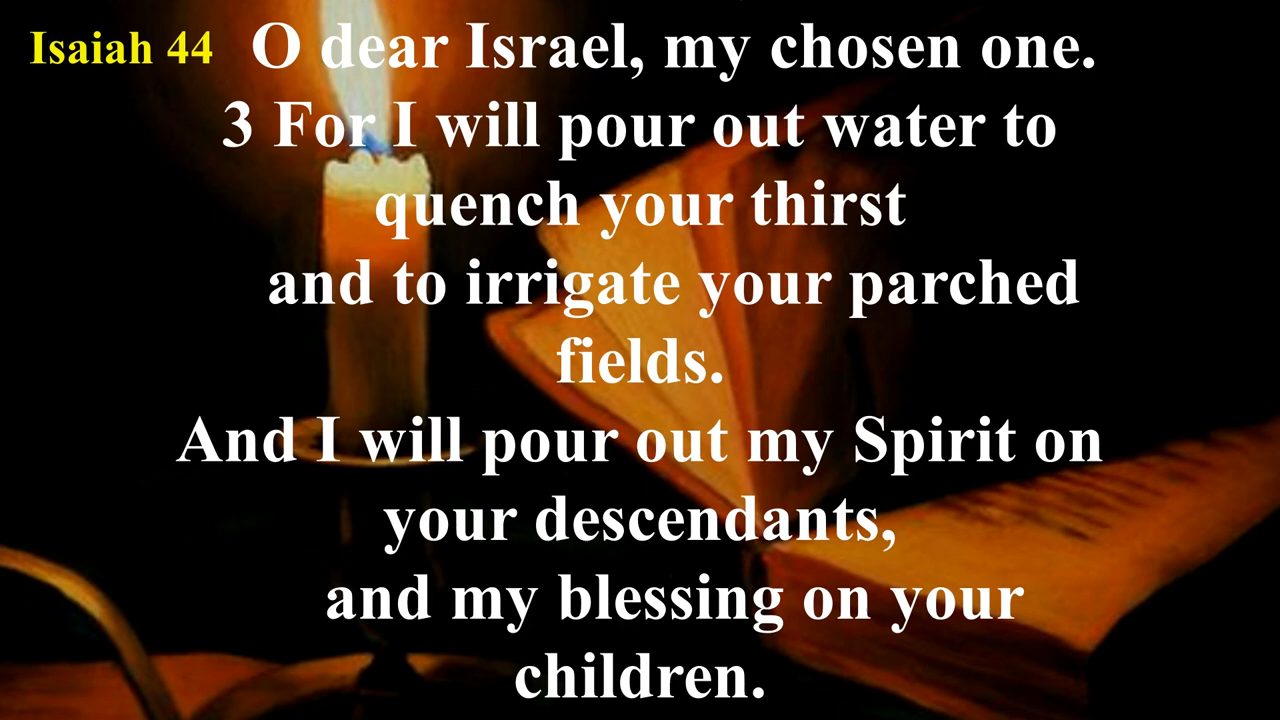 Isaiah 44 O dear Israel, my chosen one.
3 For I will pour out water to
quench your thirst
and to irrigate your parched
fields.
And I will pour out my Spirit on
your descendants,
and my blessing on your
children.